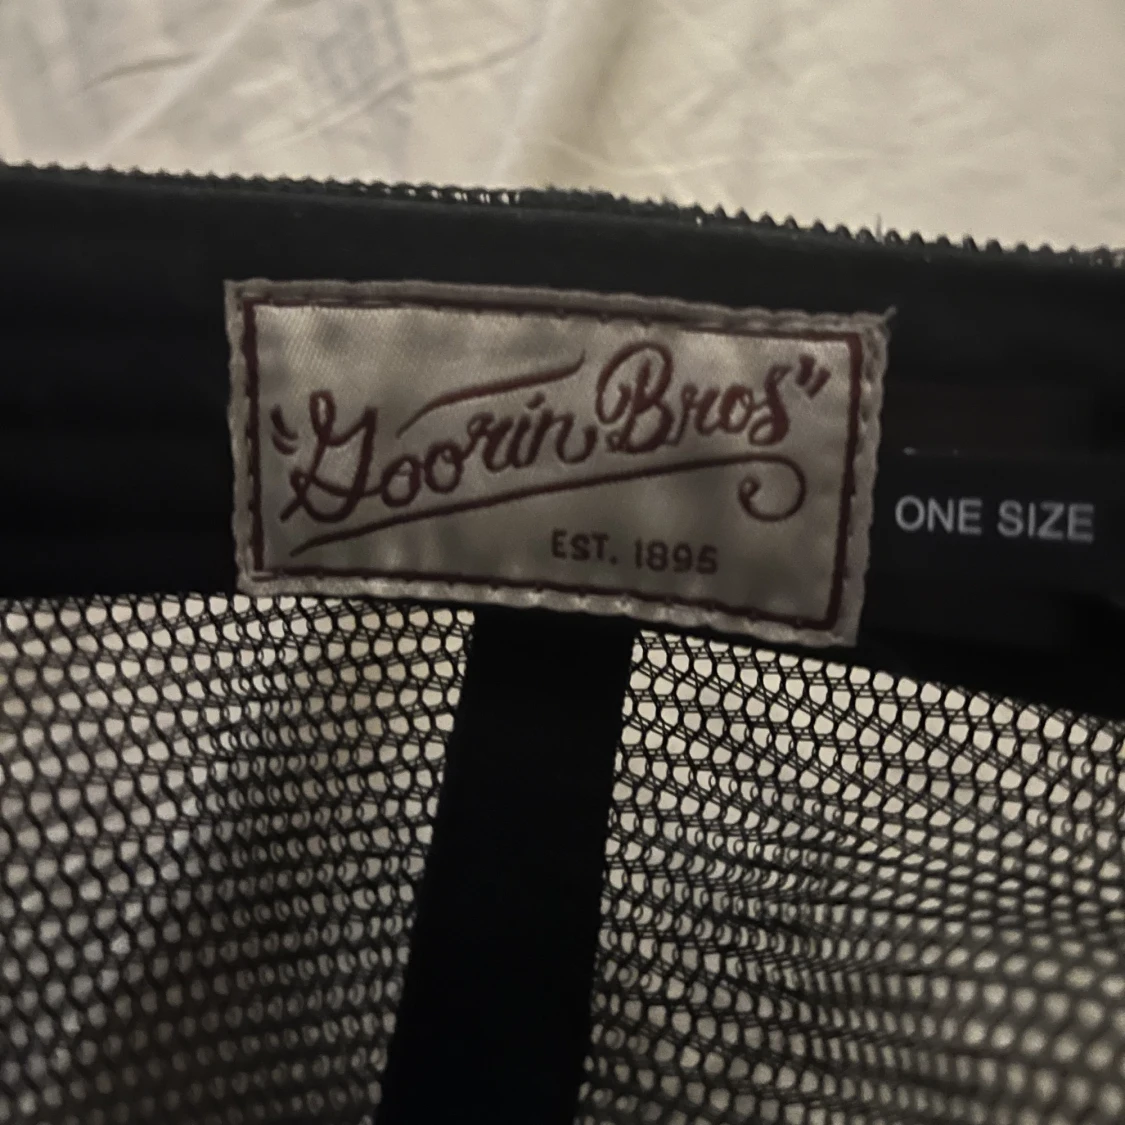 "Goorin Bros"
EST. 1895
ONE SIZE